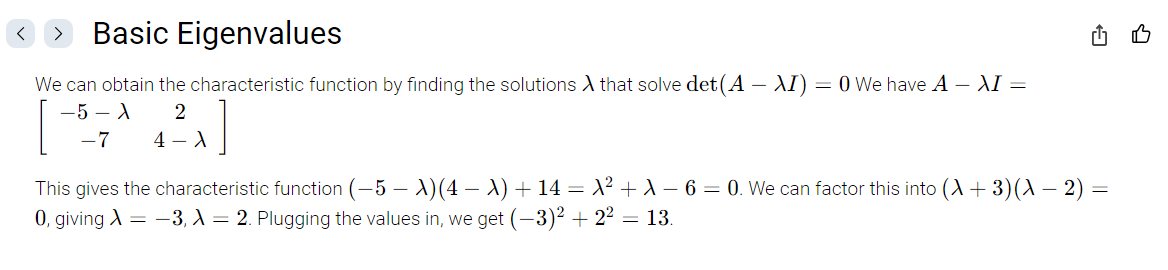 Basic Eigenvalues
We can obtain the characteristic function by finding the solutions λ that solve det(A − λI) = 0 We have A − λI =
[ −5 − λ 2
−7 4 − λ ]
This gives the characteristic function (−5 − λ)(4 − λ) + 14 = λ² + λ − 6 = 0. We can factor this into (λ + 3)(λ − 2) =
0, giving λ = −3, λ = 2. Plugging the values in, we get (−3)² + 2² = 13.